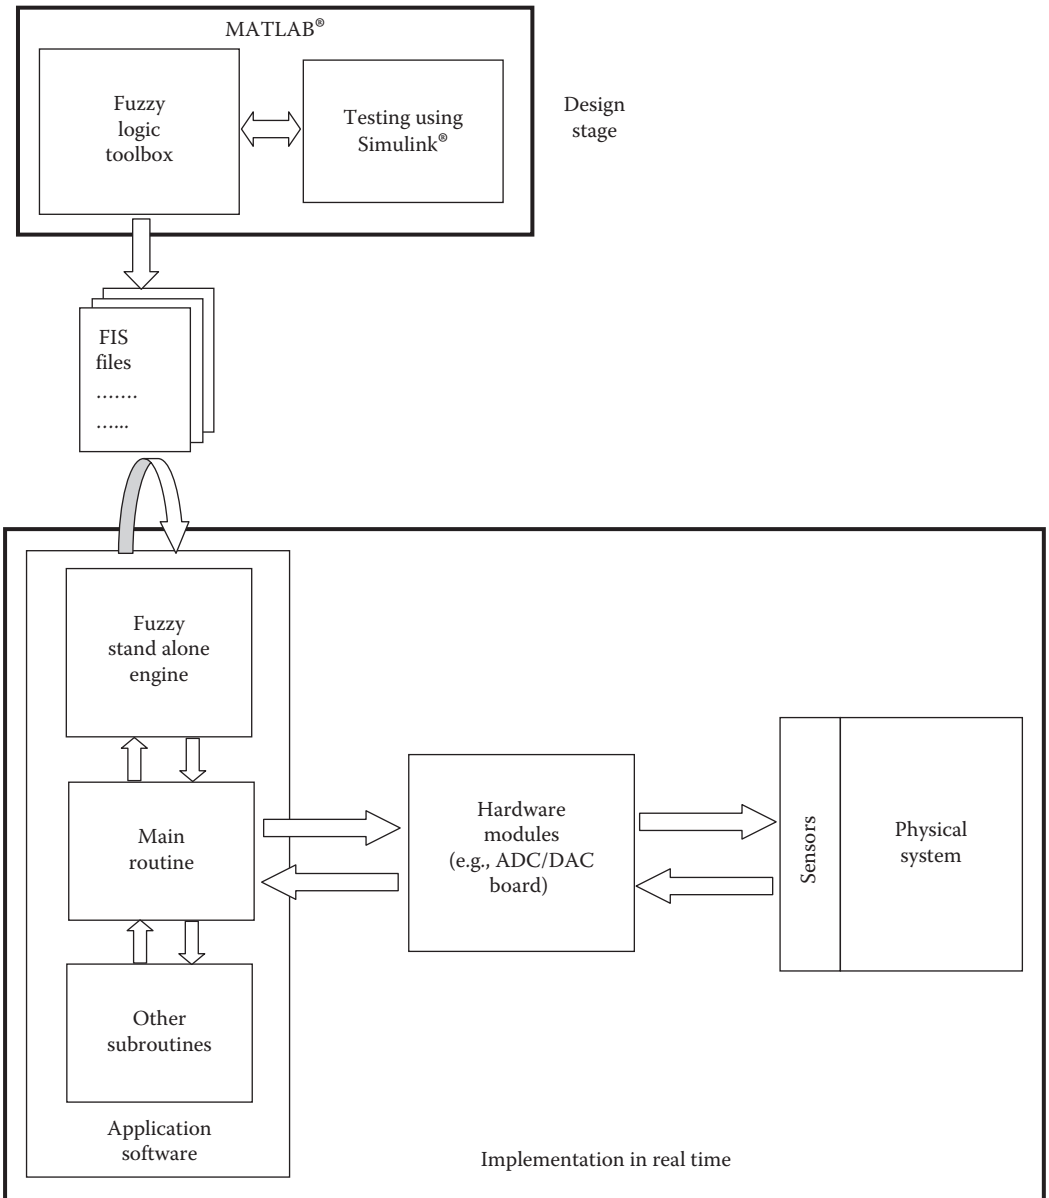 MATLAB®
Fuzzy
logic
toolbox
Testing using
Simulink®
Design
stage
FIS
files
.......
......
Fuzzy
stand alone
engine
Main
routine
Hardware
modules
(e.g., ADC/DAC
board)
Sensors
Physical
system
Other
subroutines
Application
software
Implementation in real time